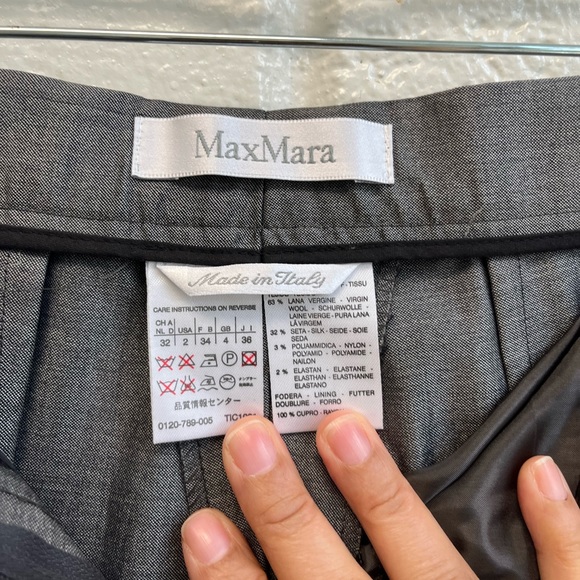 MaxMara
Made in Italy
CARE INSTRUCTIONS ON REVERSE
CH A
NL D USA F B GB J I
32 2 34 4 36
P
品質情報センター
0120-789-005
F-TISSU
63 % LANA VERGINE - VIRGIN
WOOL - SCHURWOLLE -
LAINE VIERGE - PURA LANA
VIRGEM
32 % SETA - SILK - SEIDE - SOIE
SEDA
3 % POLIAMMIDICA - NYLON
POLYAMID - POLYAMIDE -
NAILON
2 % ELASTAN - ELASTANE -
ELASTHAN - ELASTHANNE
ELASTANO
FODERA - LINING - FUTTER
DOUBLURE - FORRO
100 % CUPRO